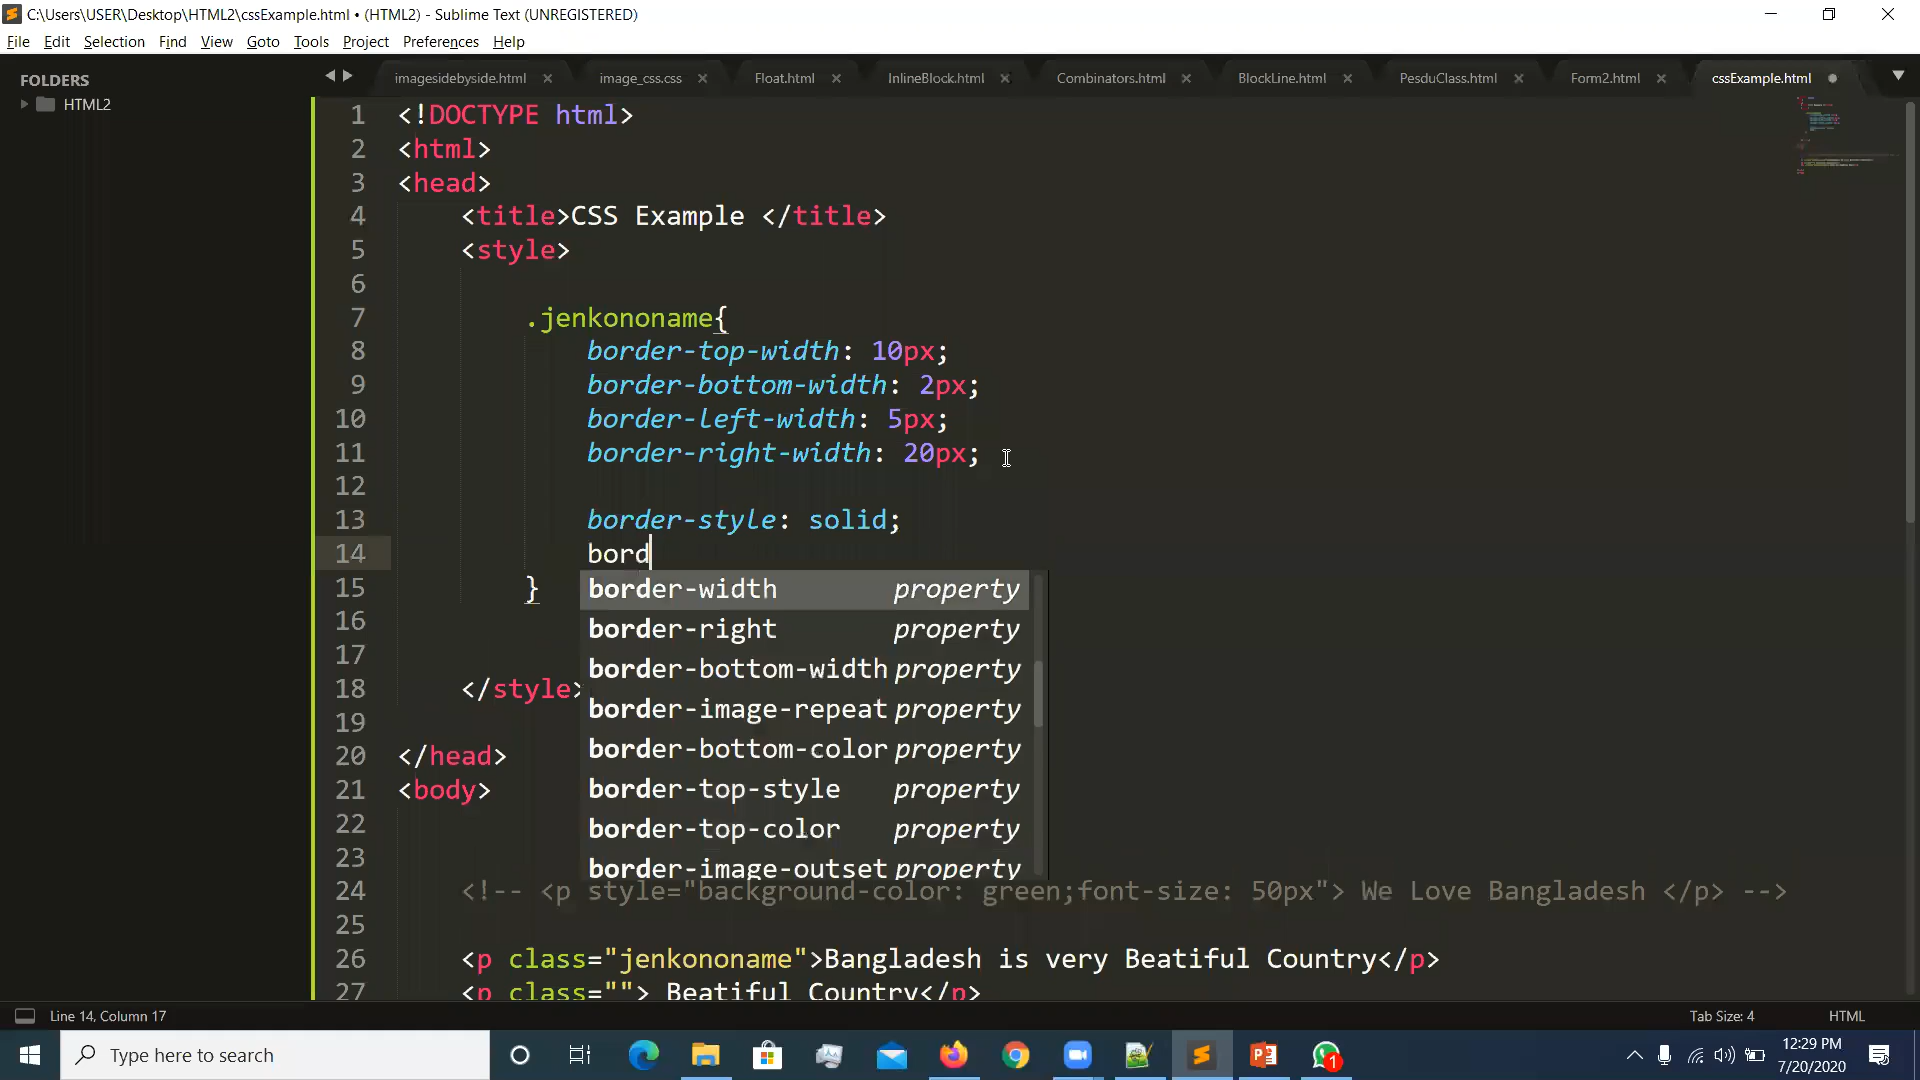 C:\Users\USER\Desktop\HTML2\cssExample.html • (HTML2) - Sublime Text (UNREGISTERED)
File Edit Selection Find View Goto Tools Project Preferences Help
FOLDERS
HTML2
imagesidebyside.html image_css.css Float.html InlineBlock.html Combinators.html BlockLine.html PesduClass.html Form2.html cssExample.html
1 <!DOCTYPE html>
2 <html>
3 <head>
4 <title>CSS Example </title>
5 <style>
6
7 .jenkononame{
8 border-top-width: 10px;
9 border-bottom-width: 2px;
10 border-left-width: 5px;
11 border-right-width: 20px;
12
13 border-style: solid;
14 bord
15 }
border-width property
16
border-right property
17
border-bottom-width property
18 </style>
border-image-repeat property
19
border-bottom-color property
20 </head>
border-top-style property
21 <body>
border-top-color property
22
23
border-image-outset property
24 <!-- <p style="background-color: green;font-size: 50px"> We Love Bangladesh </p> -->
25
26 <p class="jenkononame">Bangladesh is very Beatiful Country</p>
27 <p class=""> Beatiful Country</p>
Line 14, Column 17 Tab Size: 4 HTML
Type here to search
1
12:29 PM
7/20/2020